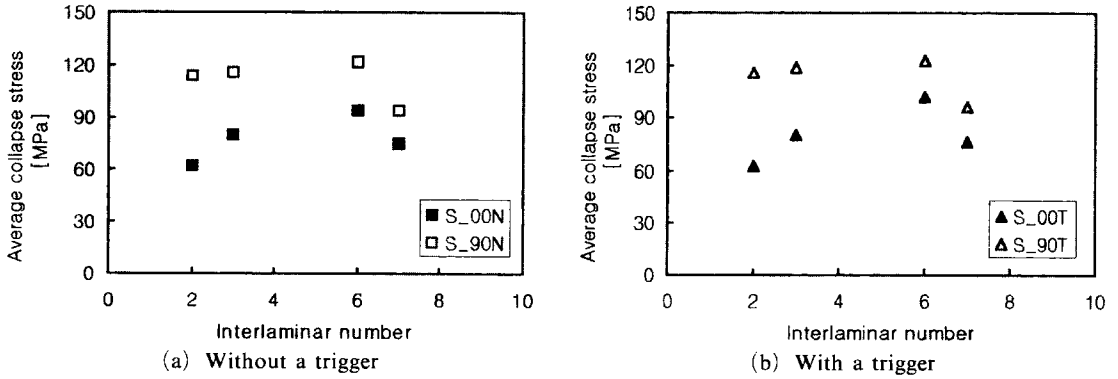 Average collapse stress
[MPa]
150
120
90
60
30
0
S_00N
S_90N
0 2 4 6 8 10
Interlaminar number
(a) Without a trigger
Average collapse stress
[MPa]
150
120
90
60
30
0
S_00T
S_90T
0 2 4 6 8 10
Interlaminar number
(b) With a trigger